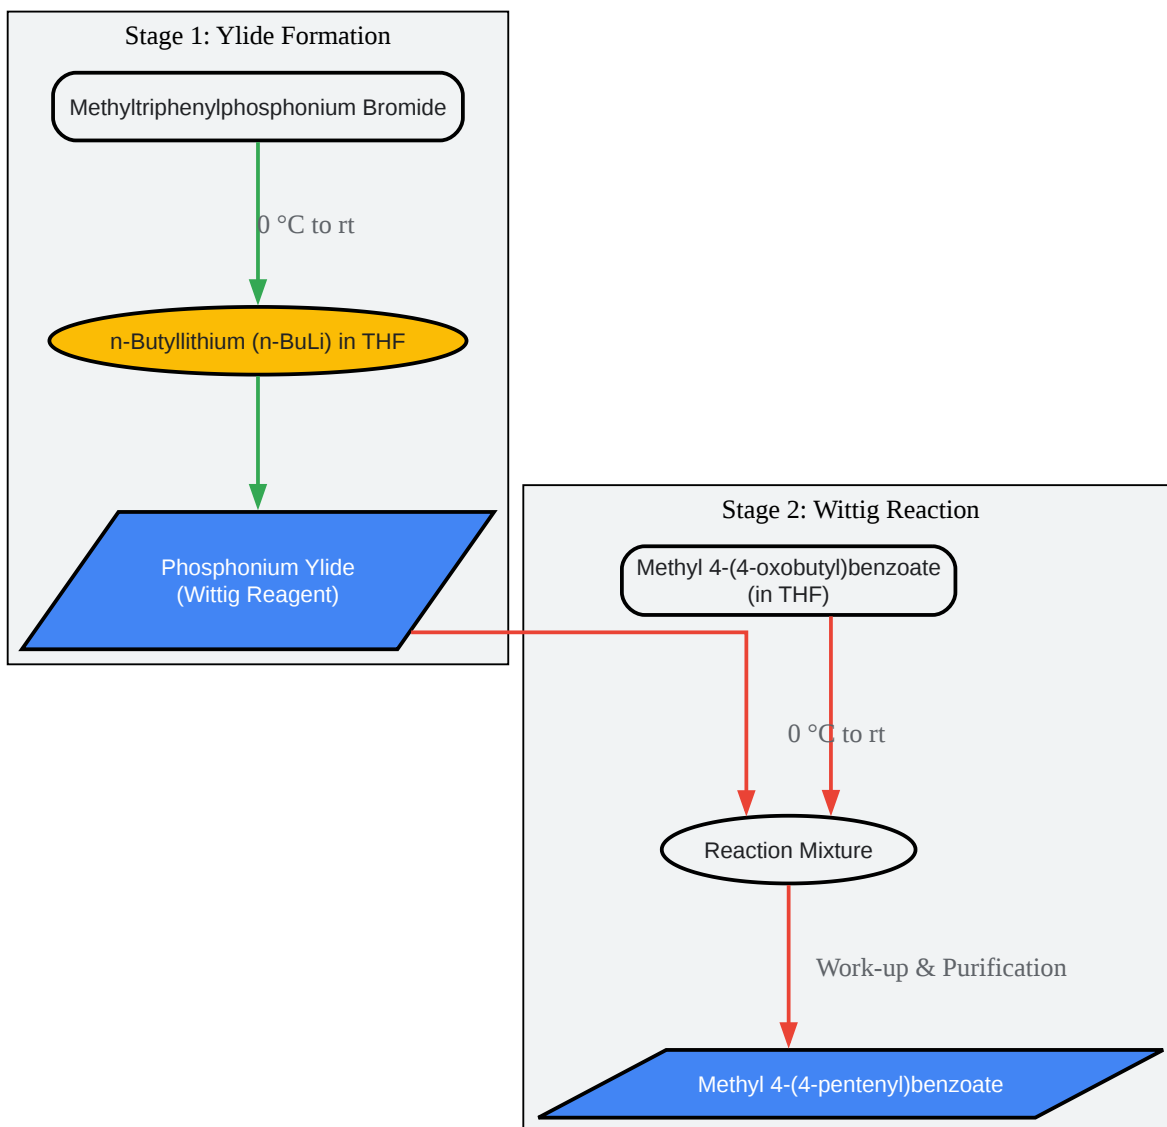 Stage 1: Ylide Formation
Methyltriphenylphosphonium Bromide
0 °C to rt
n-Butyllithium (n-BuLi) in THF
Phosphonium Ylide
(Wittig Reagent)
Stage 2: Wittig Reaction
Methyl 4-(4-oxobutyl)benzoate
(in THF)
0 °C to rt
Reaction Mixture
Work-up & Purification
Methyl 4-(4-pentenyl)benzoate